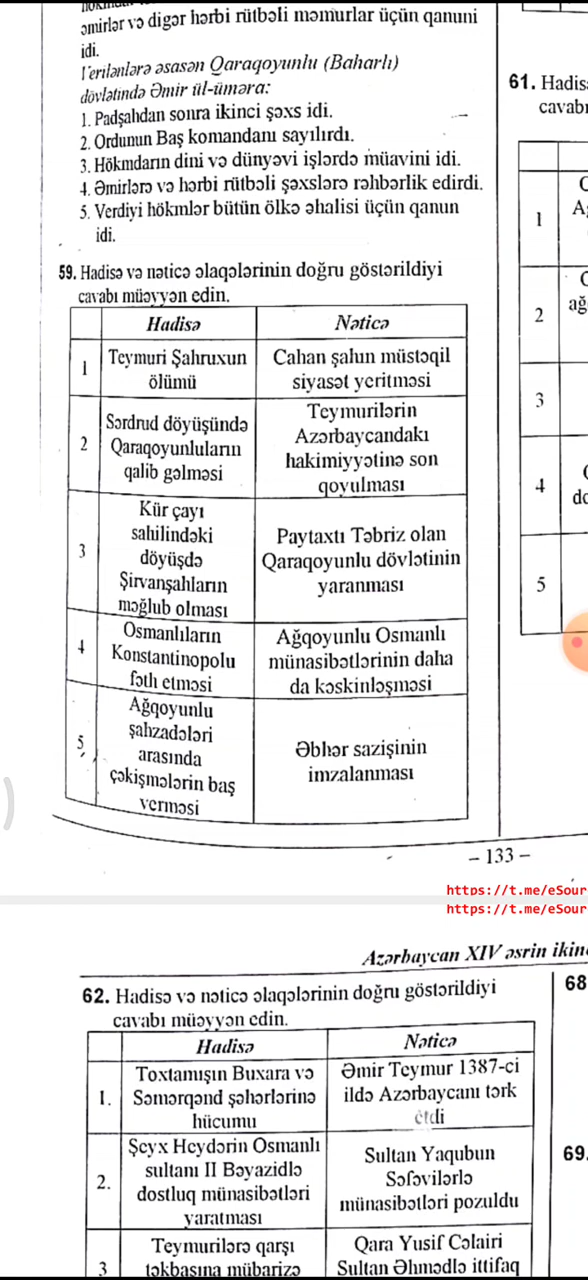 əmirlər və digər hərbi rütbəli məmurlar üçün qanuni
idi.
Verilənlərə əsasən Qaraqoyunlu (Baharlı)
dövlətində Əmir ül-üməra:
1. Padşahdan sonra ikinci şəxs idi.
2. Ordunun Baş komandanı sayılırdı.
3. Hökmdarın dini və dünyəvi işlərdə müavini idi.
4. Əmirlərə və hərbi rütbəli şəxslərə rəhbərlik edirdi.
5. Verdiyi hökmlər bütün ölkə əhalisi üçün qanun
idi.
59. Hadisə və nəticə əlaqələrinin doğru göstərildiyi
cavabı müəyyən edin.
Hadisə Nəticə
1 Teymuri Şahruxun Cahan şahın müstəqil
ölümü siyasət yeritməsi
2 Sərdrud döyüşündə Qaraqoyunluların qalib gəlməsi
Teymurilərin
Azərbaycandakı
hakimiyyətinə son
qoyulması
3 Kür çayı
sahilindəki
döyüşdə
Şirvanşahların
məğlub olması
Paytaxtı Təbriz olan
Qaraqoyunlu dövlətinin
yaranması
4 Osmanlıların
Konstantinopolu
fəth etməsi
Ağqoyunlu Osmanlı
münasibətlərinin daha
da kəskinləşməsi
5 Ağqoyunlu
şahzadələri
arasında
çəkişmələrin baş
verməsi
Əbhər sazişinin
imzalanması
61. Hadis
cavabı
1
2
ağ
3
4
5
– 133 –
https://t.me/eSour
https://t.me/eSour
Azərbaycan XIV əsrin ikin
62. Hadisə və nəticə əlaqələrinin doğru göstərildiyi
cavabı müəyyən edin.
Hadisə Nəticə
1. Toxtamışın Buxara və
Səmərqənd şəhərlərinə
hücumu
Əmir Teymur 1387-ci
ildə Azərbaycanı tərk
etdi
2. Şeyx Heydərin Osmanlı
sultanı II Bəyazidlə
dostluq münasibətləri
yaratması
Sultan Yaqubun
Səfəvilərlə
münasibətləri pozuldu
3 Teymurilərə qarşı
təkbaşına mübarizə
Qara Yusif Cəlairi
Sultan Əhmədlə ittifaq
68
69.